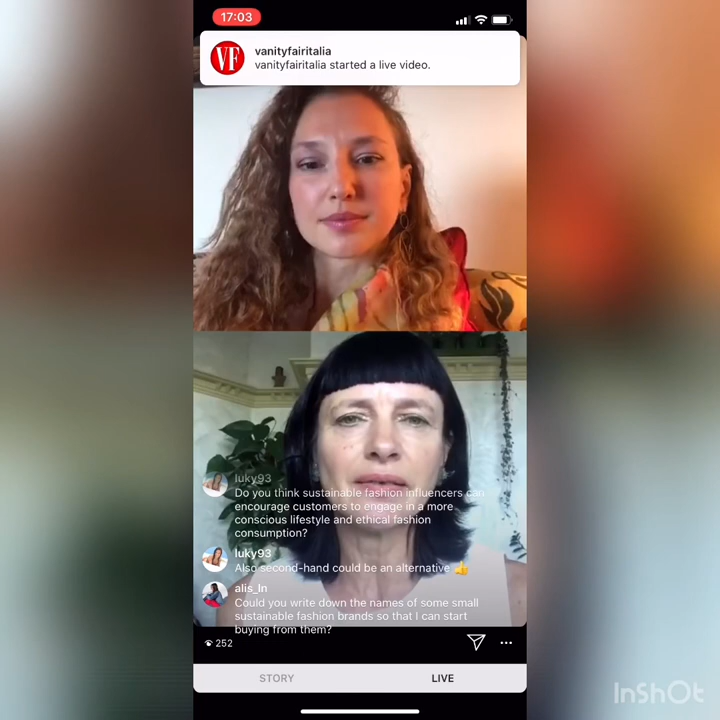 17:03
VF
vanityfairitalia
vanityfairitalia started a live video.
luky93
Do you think sustainable fashion influencers can
encourage customers to engage in a more
conscious lifestyle and ethical fashion
consumption?
luky93
Also second-hand could be an alternative 👍
alis_ln
Could you write down the names of some small
sustainable fashion brands so that I can start
buying from them?
252
STORY
LIVE
InShOt